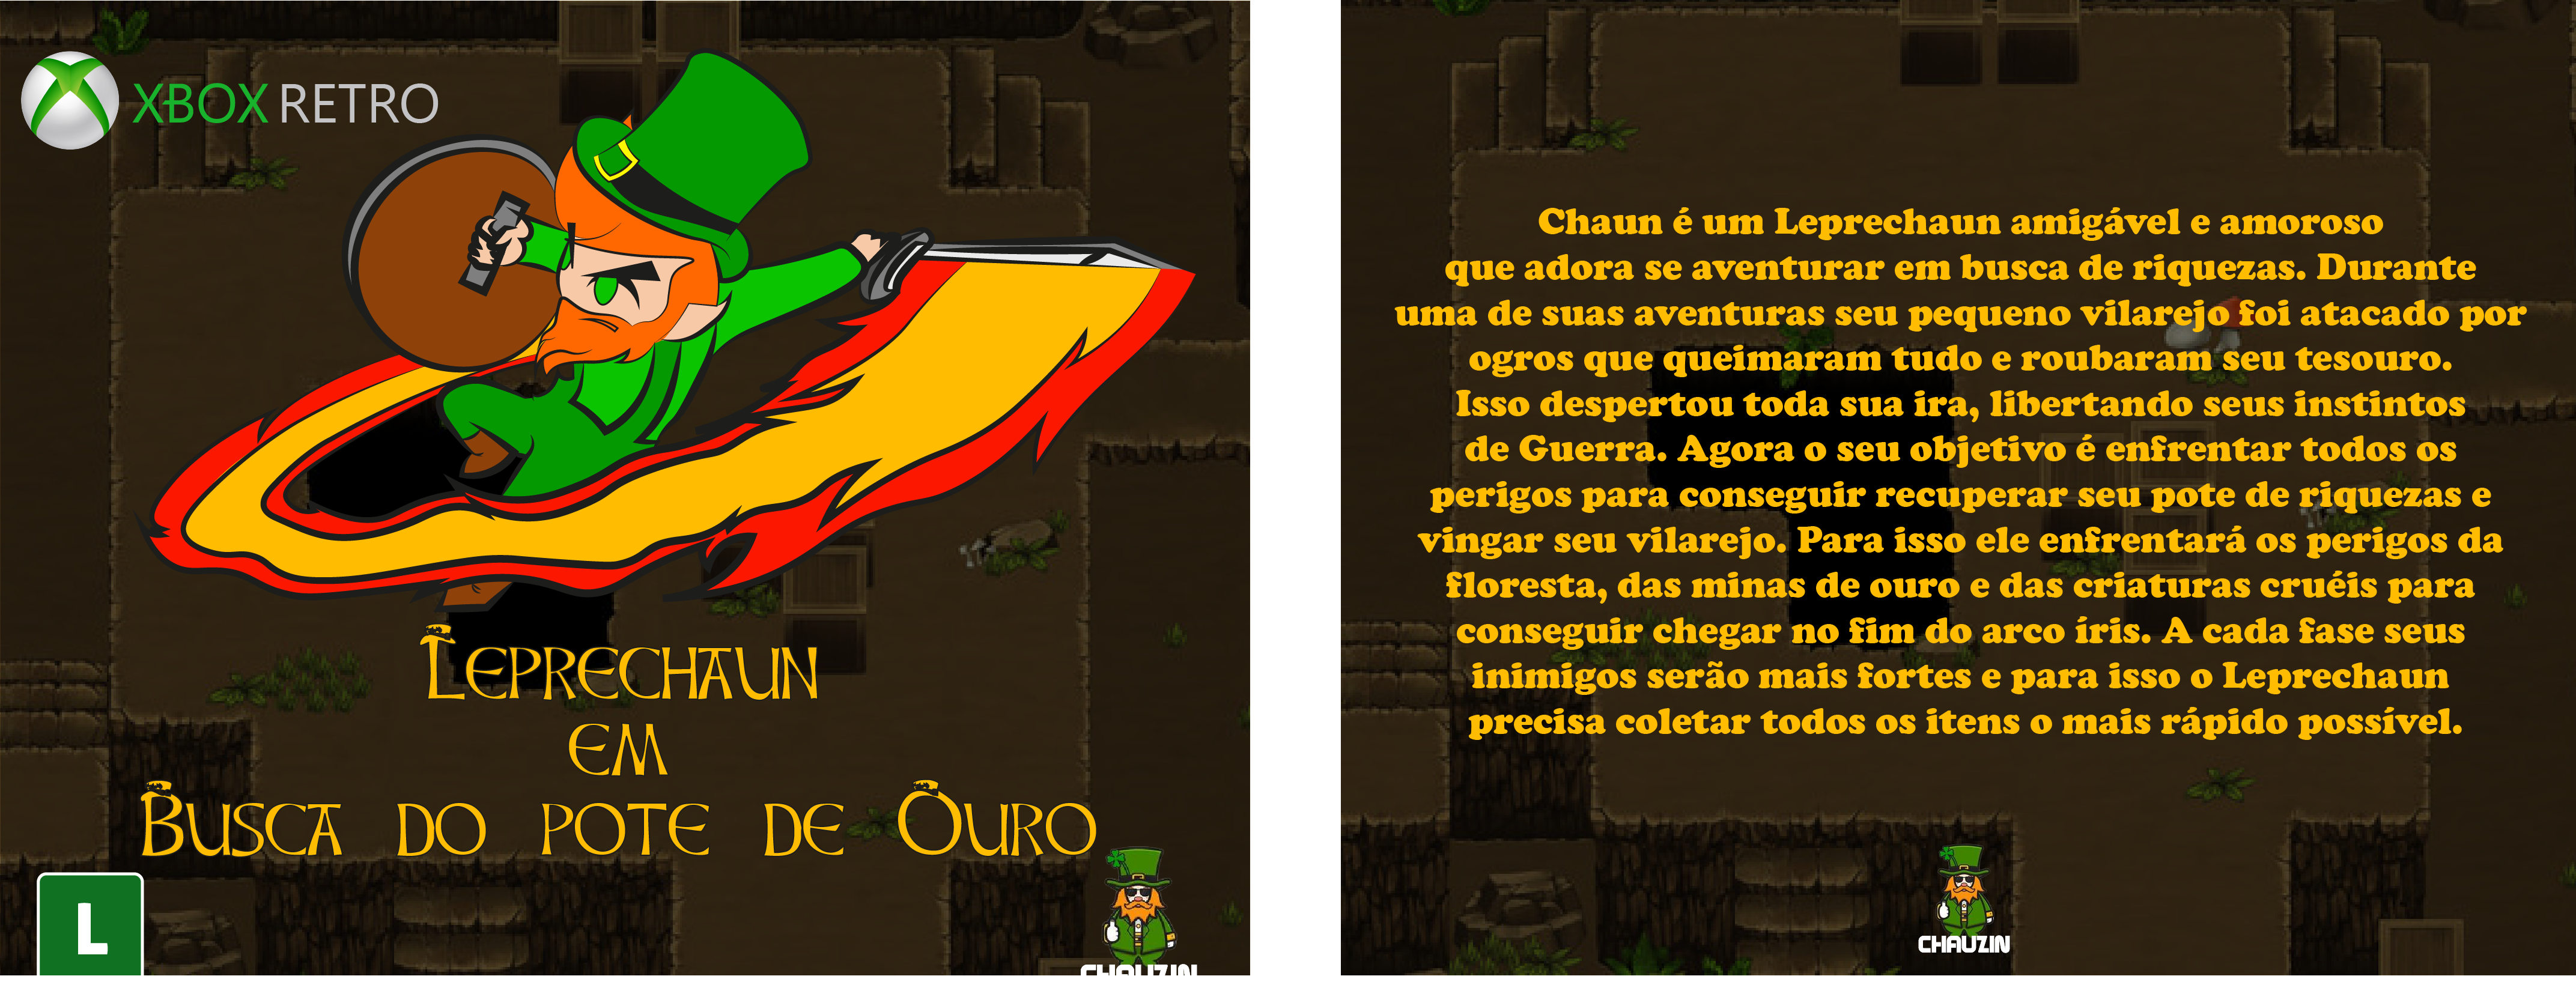 XBOX RETRO
LEPRECHAUN
EM
BUSCA DO POTE DE OURO
L
CHAUZIN
Chaun é um Leprechaun amigável e amoroso
que adora se aventurar em busca de riquezas. Durante
uma de suas aventuras seu pequeno vilarejo foi atacado por
ogros que queimaram tudo e roubaram seu tesouro.
Isso despertou toda sua ira, libertando seus instintos
de Guerra. Agora o seu objetivo é enfrentar todos os
perigos para conseguir recuperar seu pote de riquezas e
vingar seu vilarejo. Para isso ele enfrentará os perigos da
floresta, das minas de ouro e das criaturas cruéis para
conseguir chegar no fim do arco íris. A cada fase seus
inimigos serão mais fortes e para isso o Leprechaun
precisa coletar todos os itens o mais rápido possível.
CHAUZIN